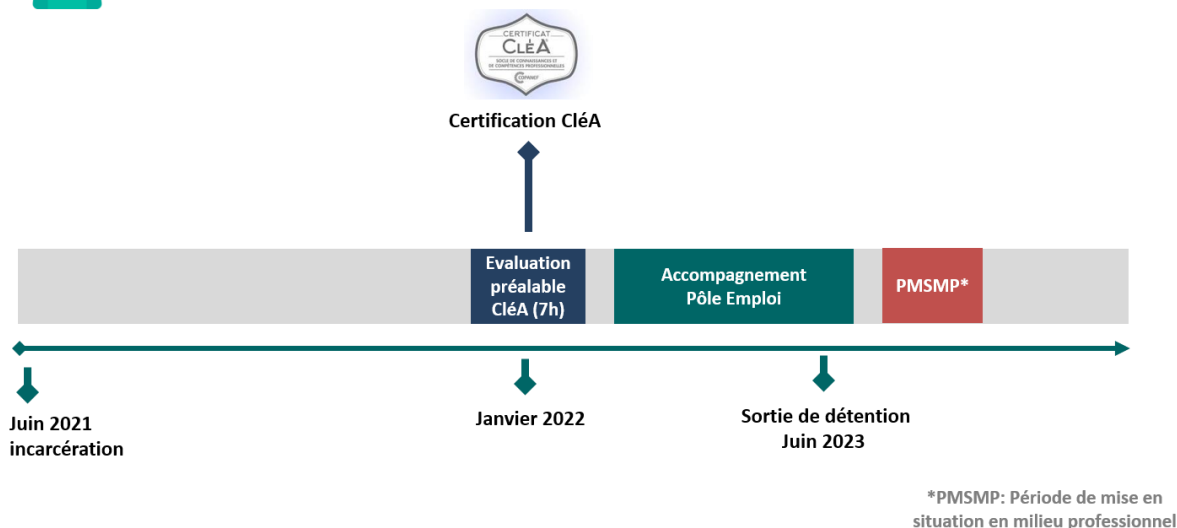 CERTIFICAT
CLÉA
SOCLE DE CONNAISSANCES ET
DE COMPÉTENCES PROFESSIONNELLES
COPANEF
Certification CléA
Evaluation
préalable
CléA (7h)
Accompagnement
Pôle Emploi
PMSMP*
Juin 2021
incarcération
Janvier 2022
Sortie de détention
Juin 2023
*PMSMP: Période de mise en
situation en milieu professionnel